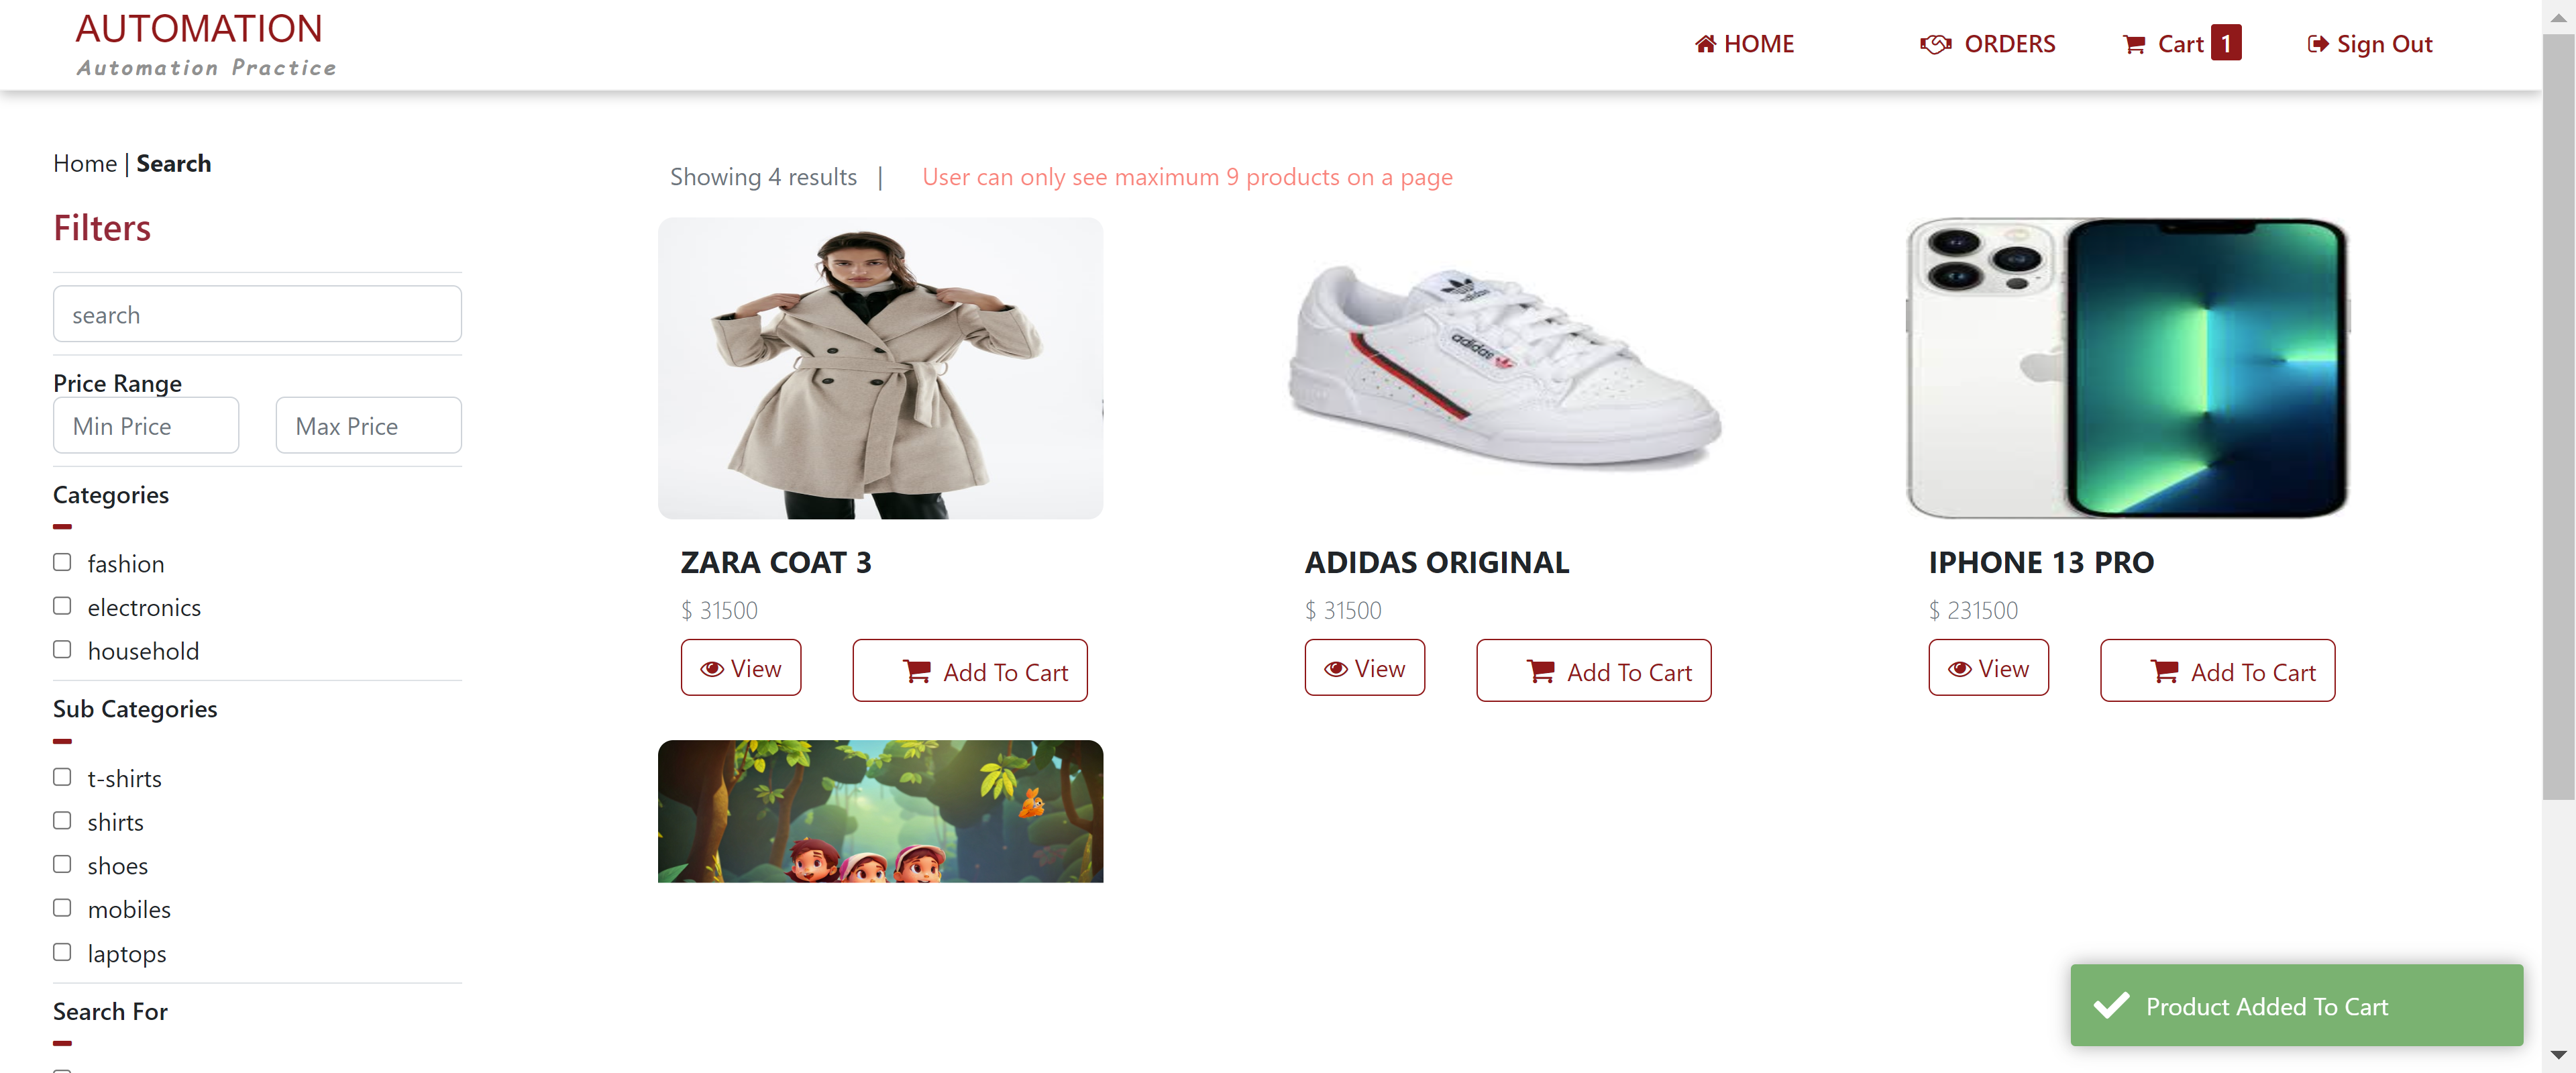 AUTOMATION
Automation Practice
HOME
ORDERS
Cart 1
Sign Out
Home | Search
Showing 4 results |
User can only see maximum 9 products on a page
Filters
search
Price Range
Min Price
Max Price
Categories
fashion
electronics
household
Sub Categories
t-shirts
shirts
shoes
mobiles
laptops
Search For
adidas
adidas
ZARA COAT 3
$ 31500
View
Add To Cart
ADIDAS ORIGINAL
$ 31500
View
Add To Cart
IPHONE 13 PRO
$ 231500
View
Add To Cart
Product Added To Cart